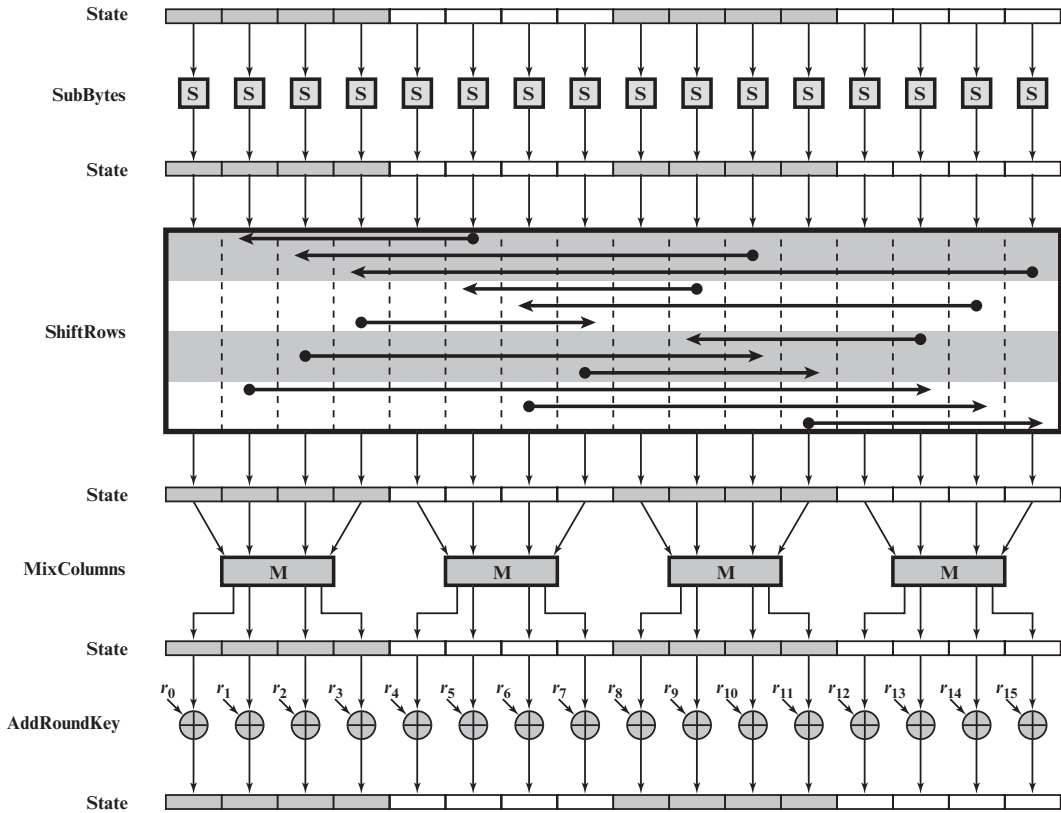 State
SubBytes S S S S S S S S S S S S S S S S
State
ShiftRows
State
MixColumns M M M M
State
r0 r1 r2 r3 r4 r5 r6 r7 r8 r9 r10 r11 r12 r13 r14 r15
AddRoundKey
State